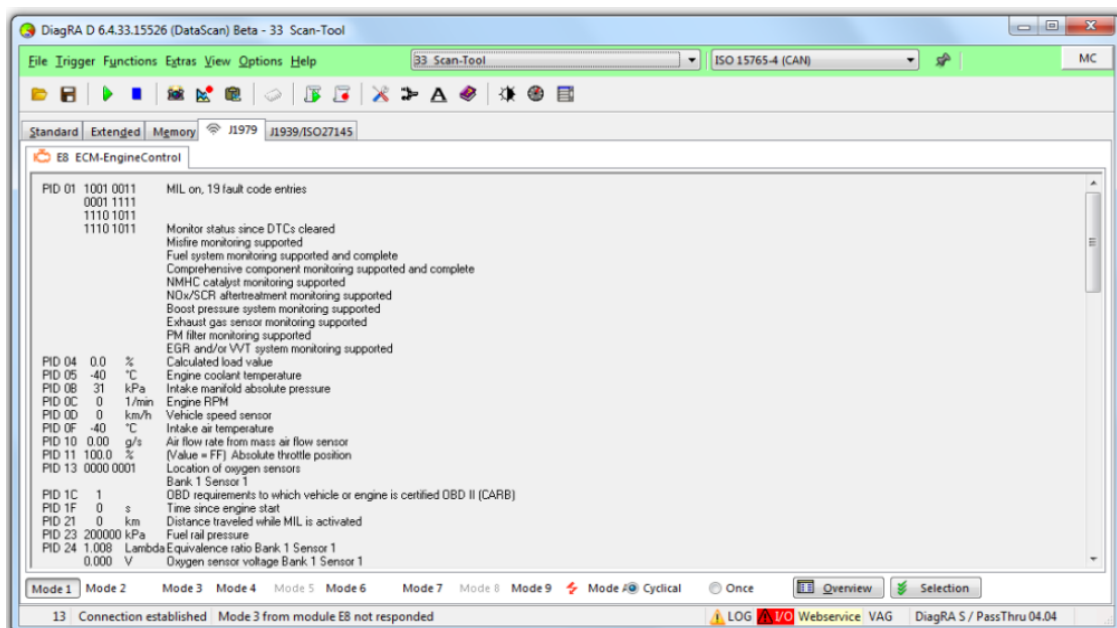 DiagRA D 6.4.33.15526 (DataScan) Beta - 33 Scan-Tool
File Trigger Functions Extras View Options Help 33 Scan-Tool ISO 15765-4 (CAN) MC
Standard Extended Memory J1979 J1939/ISO27145
E8 ECM-EngineControl
PID 01 1001 0011 MIL on, 19 fault code entries
0001 1111
1110 1011
1110 1011 Monitor status since DTCs cleared
Misfire monitoring supported
Fuel system monitoring supported and complete
Comprehensive component monitoring supported and complete
NMHC catalyst monitoring supported
NOx/SCR aftertreatment monitoring supported
Boost pressure system monitoring supported
Exhaust gas sensor monitoring supported
PM filter monitoring supported
EGR and/or VVT system monitoring supported
PID 04 0.0 % Calculated load value
PID 05 -40 °C Engine coolant temperature
PID 0B 31 kPa Intake manifold absolute pressure
PID 0C 0 1/min Engine RPM
PID 0D 0 km/h Vehicle speed sensor
PID 0F -40 °C Intake air temperature
PID 10 0.00 g/s Air flow rate from mass air flow sensor
PID 11 100.0 % (Value = FF) Absolute throttle position
PID 13 0000 0001 Location of oxygen sensors
Bank 1 Sensor 1
PID 1C 1 OBD requirements to which vehicle or engine is certified OBD II (CARB)
PID 1F 0 s Time since engine start
PID 21 0 km Distance traveled while MIL is activated
PID 23 200000 kPa Fuel rail pressure
PID 24 1.008 Lambda Equivalence ratio Bank 1 Sensor 1
0.000 V Oxygen sensor voltage Bank 1 Sensor 1
Mode 1 Mode 2 Mode 3 Mode 4 Mode 5 Mode 6 Mode 7 Mode 8 Mode 9 Mode A Cyclical Once Overview Selection
13 Connection established Mode 3 from module E8 not responded LOG I/O Webservice VAG DiagRA S / PassThru 04.04